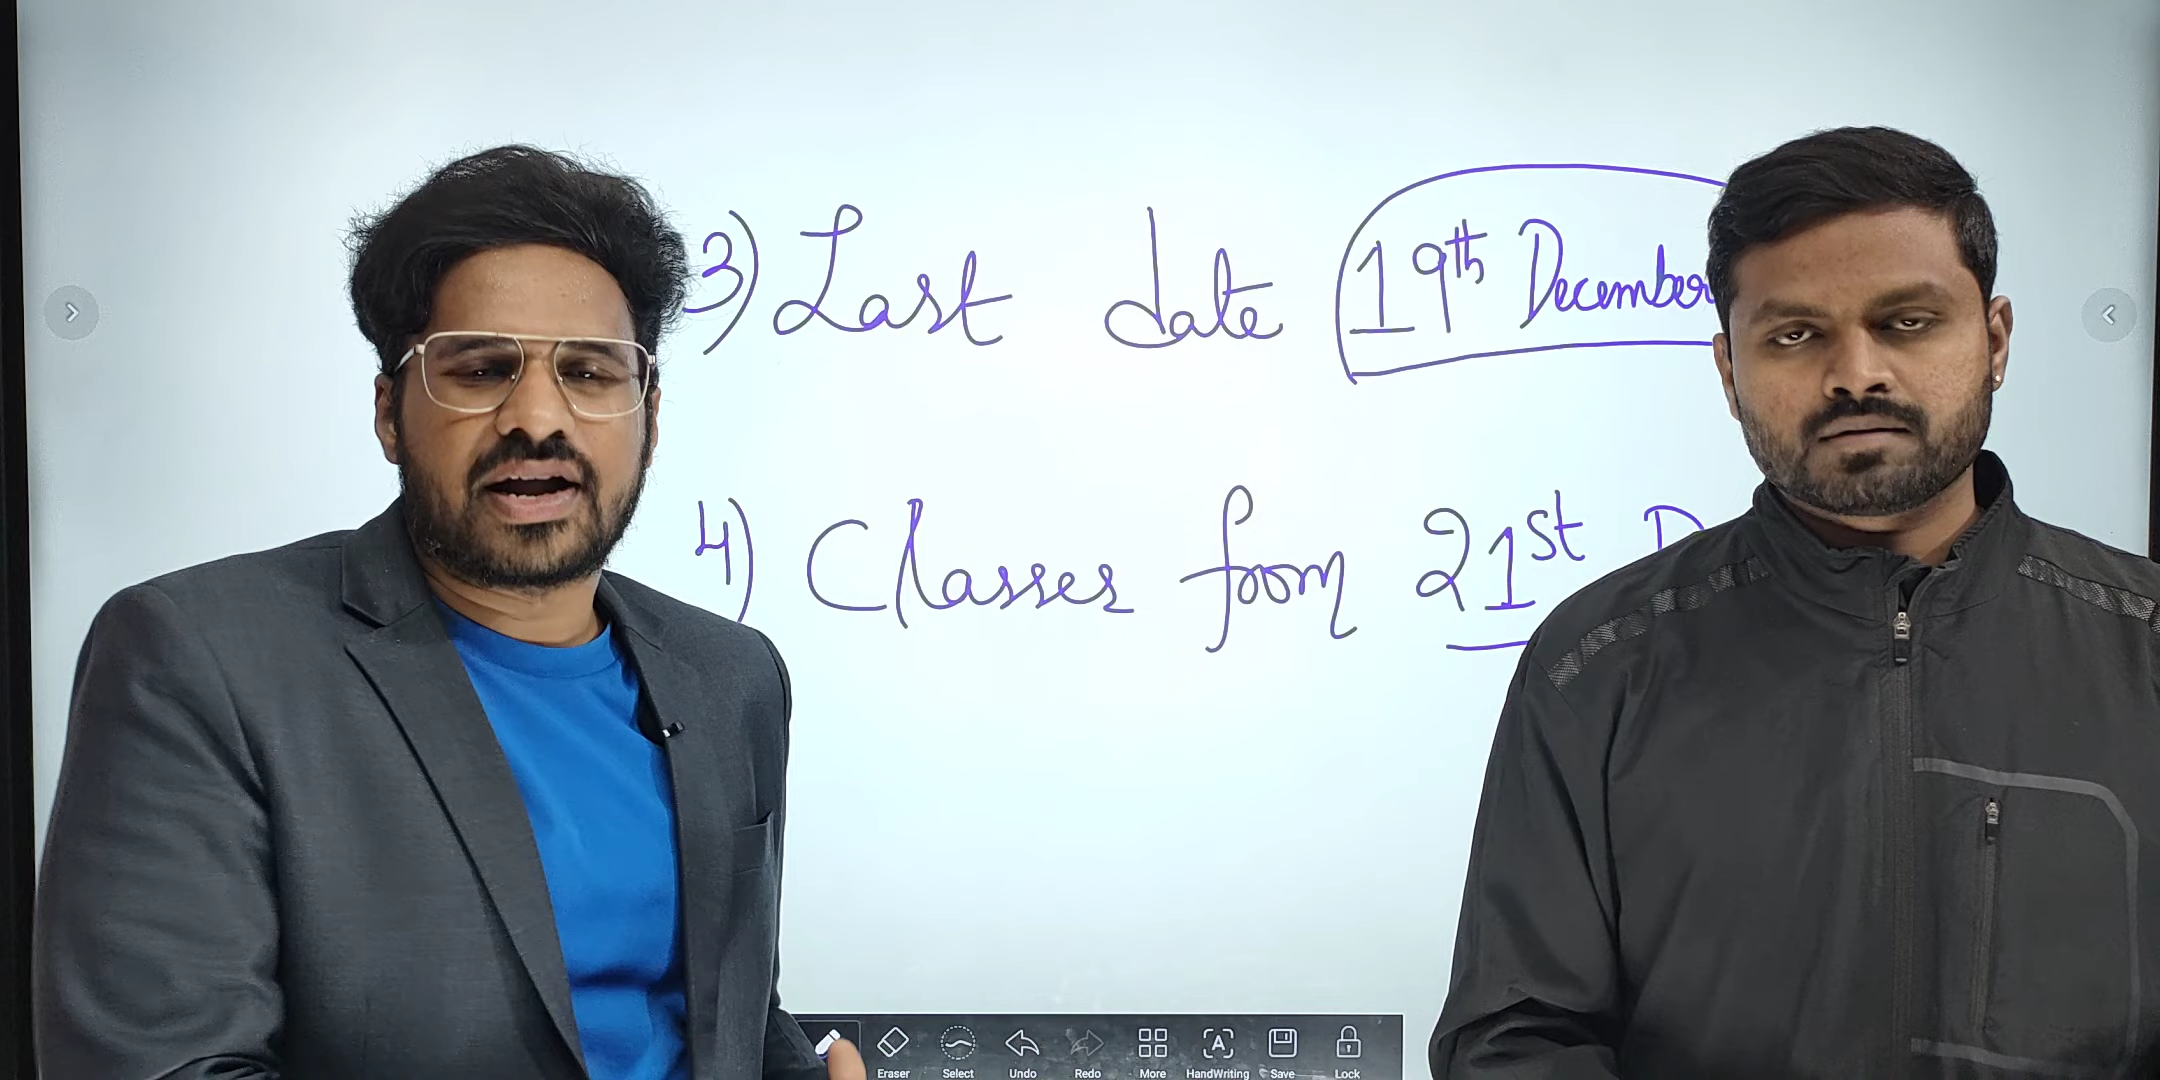 3) Last date 19th December
4) Classes from 21st D
Eraser Select Undo Redo More HandWriting Save Lock